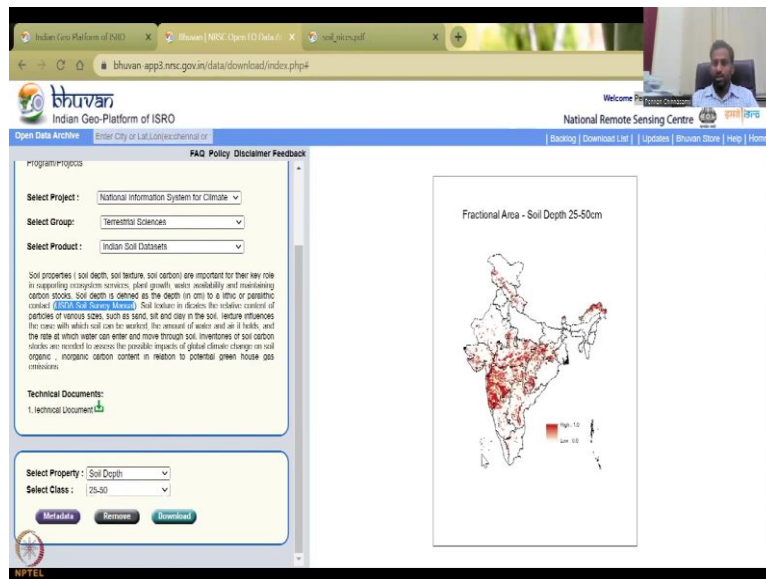 Indian Geo Platform of ISRO X
Bhuvan | NRSC Open EO Data A X
soil_nices.pdf X +
bhuvan-app3.nrsc.gov.in/data/download/index.php#
bhuvan
Indian Geo-Platform of ISRO
Welcome
Ponnan Chinnasamy
National Remote Sensing Centre
Open Data Archive
Enter City or Lat,Lon(ex:chennai or
| Backlog | Download List | | Updates | Bhuvan Store | Help | Home
FAQ Policy Disclaimer Feedback
Program/Projects
Select Project : National Information System for Climate
Select Group: Terrestrial Sciences
Select Product : Indian Soil Datasets
Soil properties ( soil depth, soil texture, soil carbon) are important for their key role
in supporting ecosystem services, plant growth, water availability and maintaining
carbon stocks. Soil depth is defined as the depth (in cm) to a lithic or paralithic
contact (USDA Soil Survey Manual). Soil texture in dicates the relative content of
particles of various sizes, such as sand, silt and clay in the soil. Texture influences
the ease with which soil can be worked, the amount of water and air it holds, and
the rate at which water can enter and move through soil. Inventories of soil carbon
stocks are needed to assess the possible impacts of global climate change on soil
organic , inorganic carbon content in relation to potential green house gas
emissions
Technical Documents:
1. Technical Document
Select Property : Soil Depth
Select Class : 25-50
Metadata Remove Download
Fractional Area - Soil Depth 25-50cm
High : 1.0
Low : 0.0
NPTEL